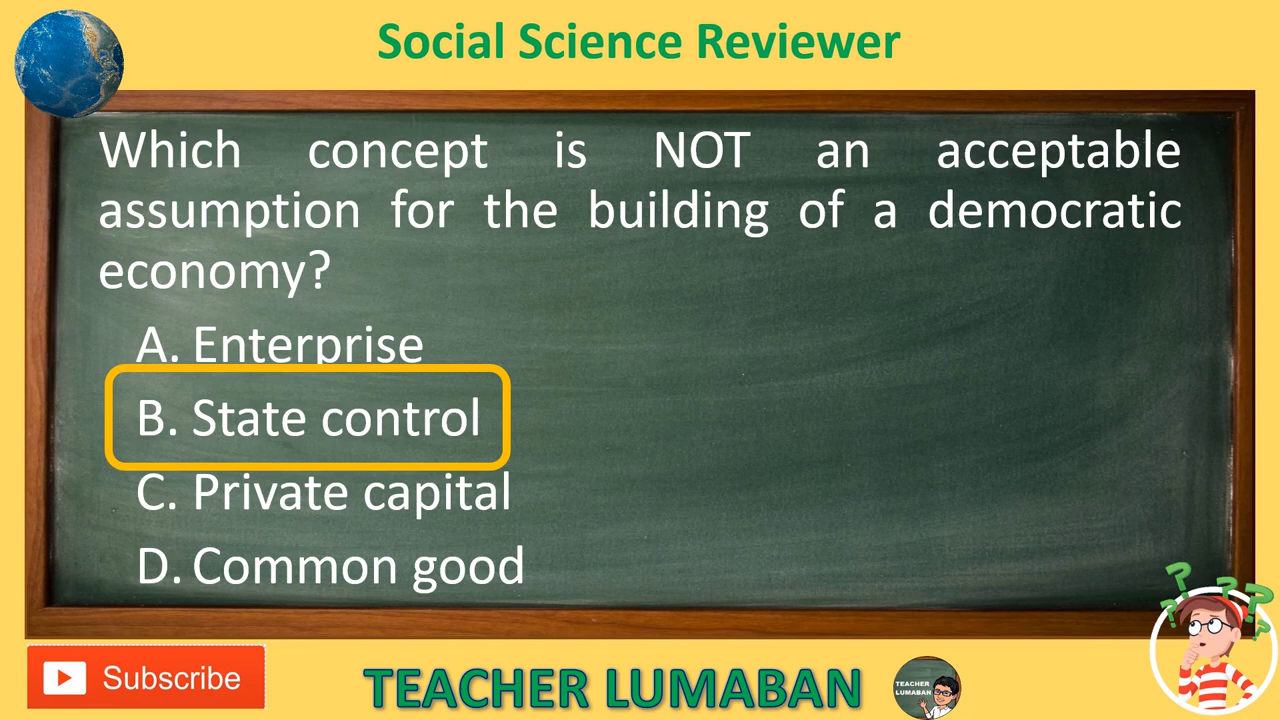 Social Science Reviewer
Which concept is NOT an acceptable
assumption for the building of a democratic
economy?
A. Enterprise
B. State control
C. Private capital
D. Common good
Subscribe
TEACHER LUMABAN
TEACHER
LUMABAN